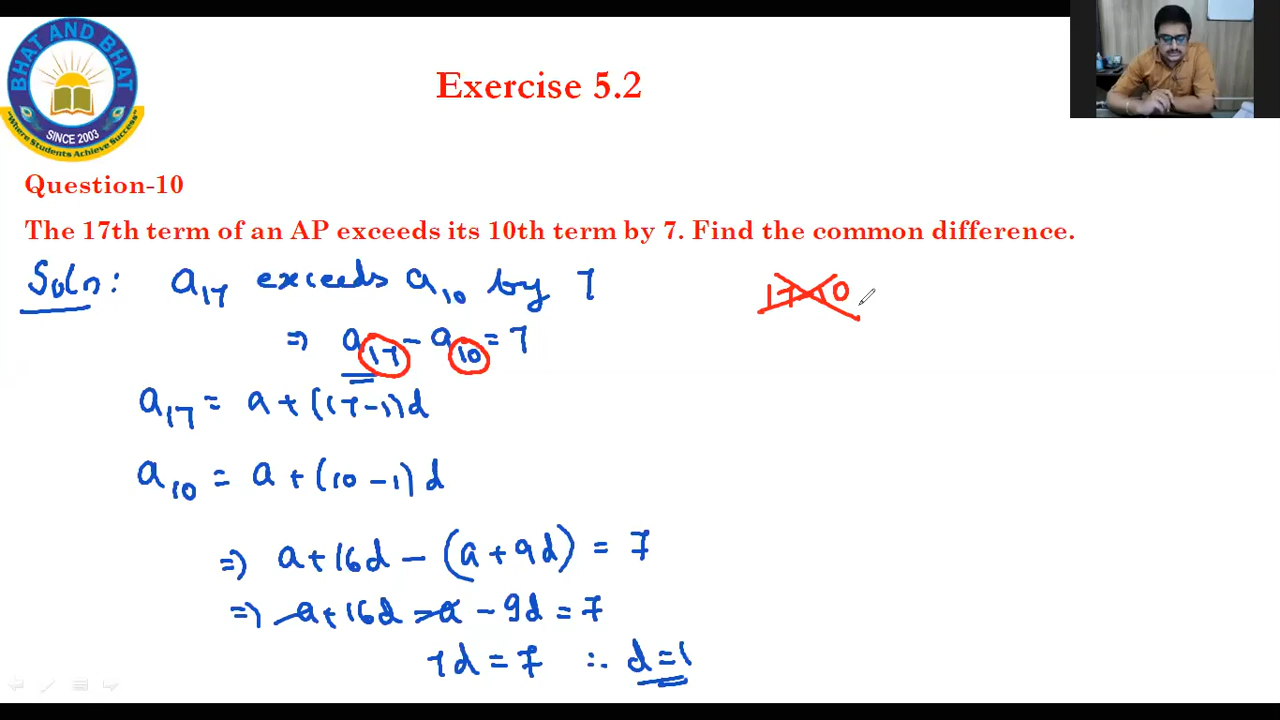 BHAT AND BHAT
SINCE 2003
"Where Students Achieve Success"
Exercise 5.2
Question-10
The 17th term of an AP exceeds its 10th term by 7. Find the common difference.
Soln: a₁₇ exceeds a₁₀ by 7
17-10
⇒ a₁₇ - a₁₀ = 7
a₁₇ = a + (17-1)d
a₁₀ = a + (10-1)d
⇒ a+16d - (a+9d) = 7
⇒ a+16d - a - 9d = 7
7d = 7 ∴ d=1